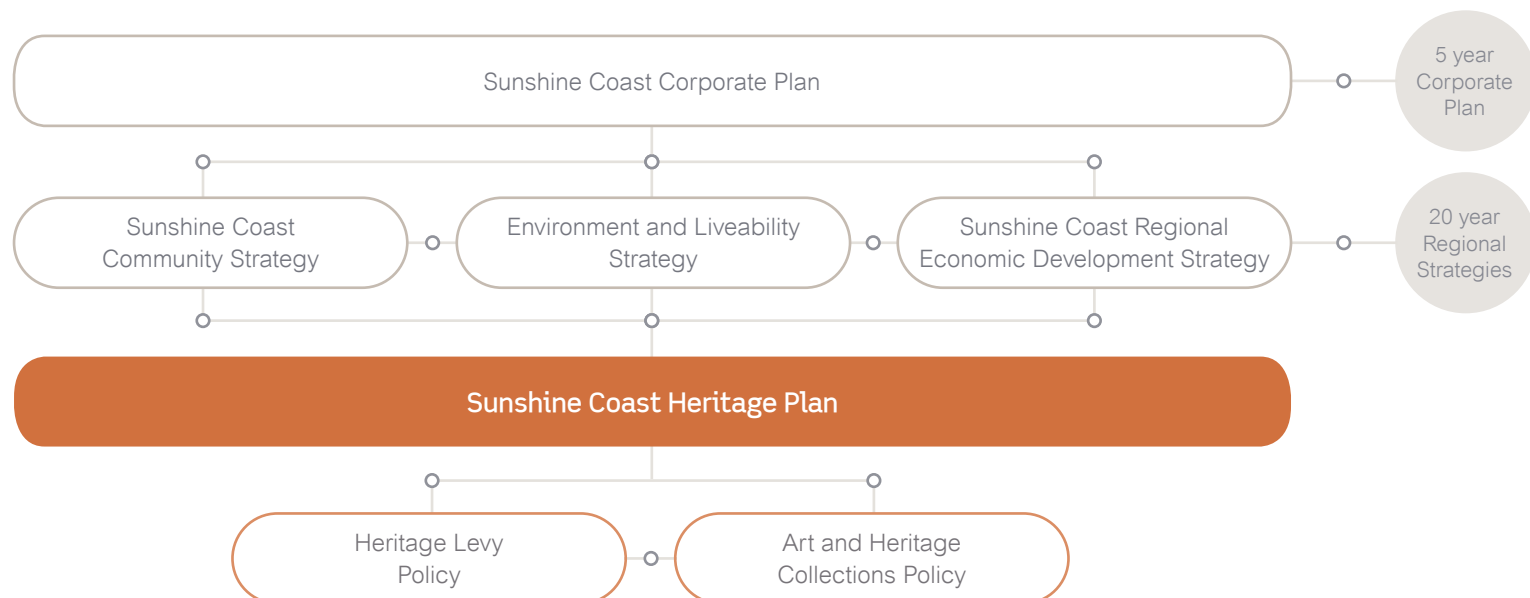 Sunshine Coast Corporate Plan
5 year
Corporate
Plan
Sunshine Coast
Community Strategy
Environment and Liveability
Strategy
Sunshine Coast Regional
Economic Development Strategy
20 year
Regional
Strategies
Sunshine Coast Heritage Plan
Heritage Levy
Policy
Art and Heritage
Collections Policy